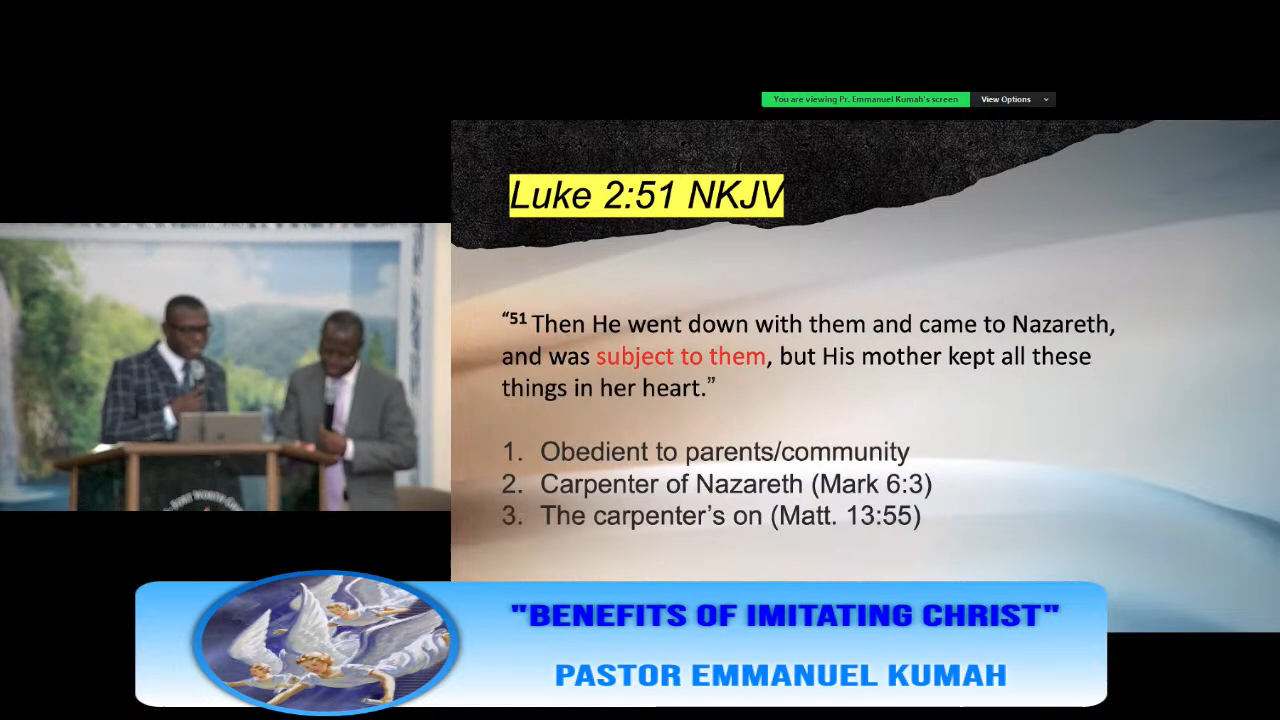 You are viewing Pr. Emmanuel Kumah's screen
View Options
Luke 2:51 NKJV
“51 Then He went down with them and came to Nazareth,
and was subject to them, but His mother kept all these
things in her heart.”
1. Obedient to parents/community
2. Carpenter of Nazareth (Mark 6:3)
3. The carpenter’s on (Matt. 13:55)
FORT WORTH
"BENEFITS OF IMITATING CHRIST"
PASTOR EMMANUEL KUMAH